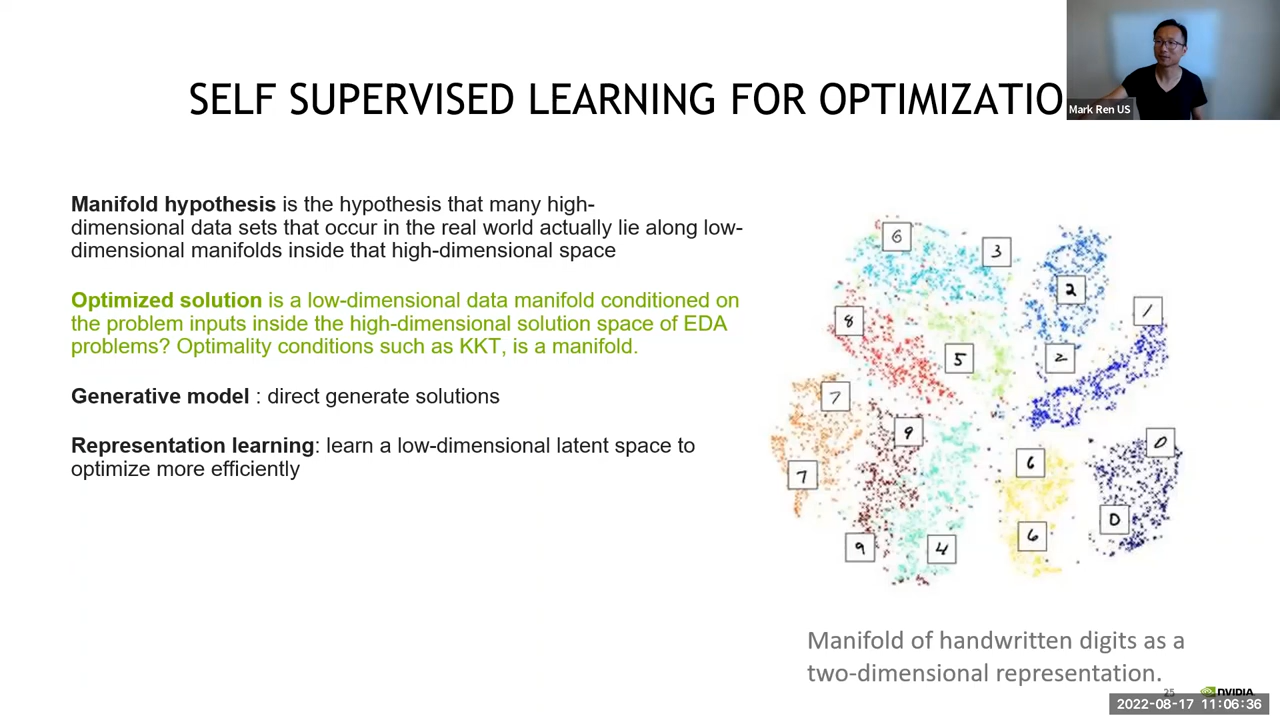 SELF SUPERVISED LEARNING FOR OPTIMIZATIO
Mark Ren US
Manifold hypothesis is the hypothesis that many high-
dimensional data sets that occur in the real world actually lie along low-
dimensional manifolds inside that high-dimensional space
Optimized solution is a low-dimensional data manifold conditioned on
the problem inputs inside the high-dimensional solution space of EDA
problems? Optimality conditions such as KKT, is a manifold.
Generative model : direct generate solutions
Representation learning: learn a low-dimensional latent space to
optimize more efficiently
6
3
2
1
8
5
2
7
9
0
6
7
0
6
9
4
Manifold of handwritten digits as a
two-dimensional representation.
25
NVIDIA
2022-08-17 11:06:36